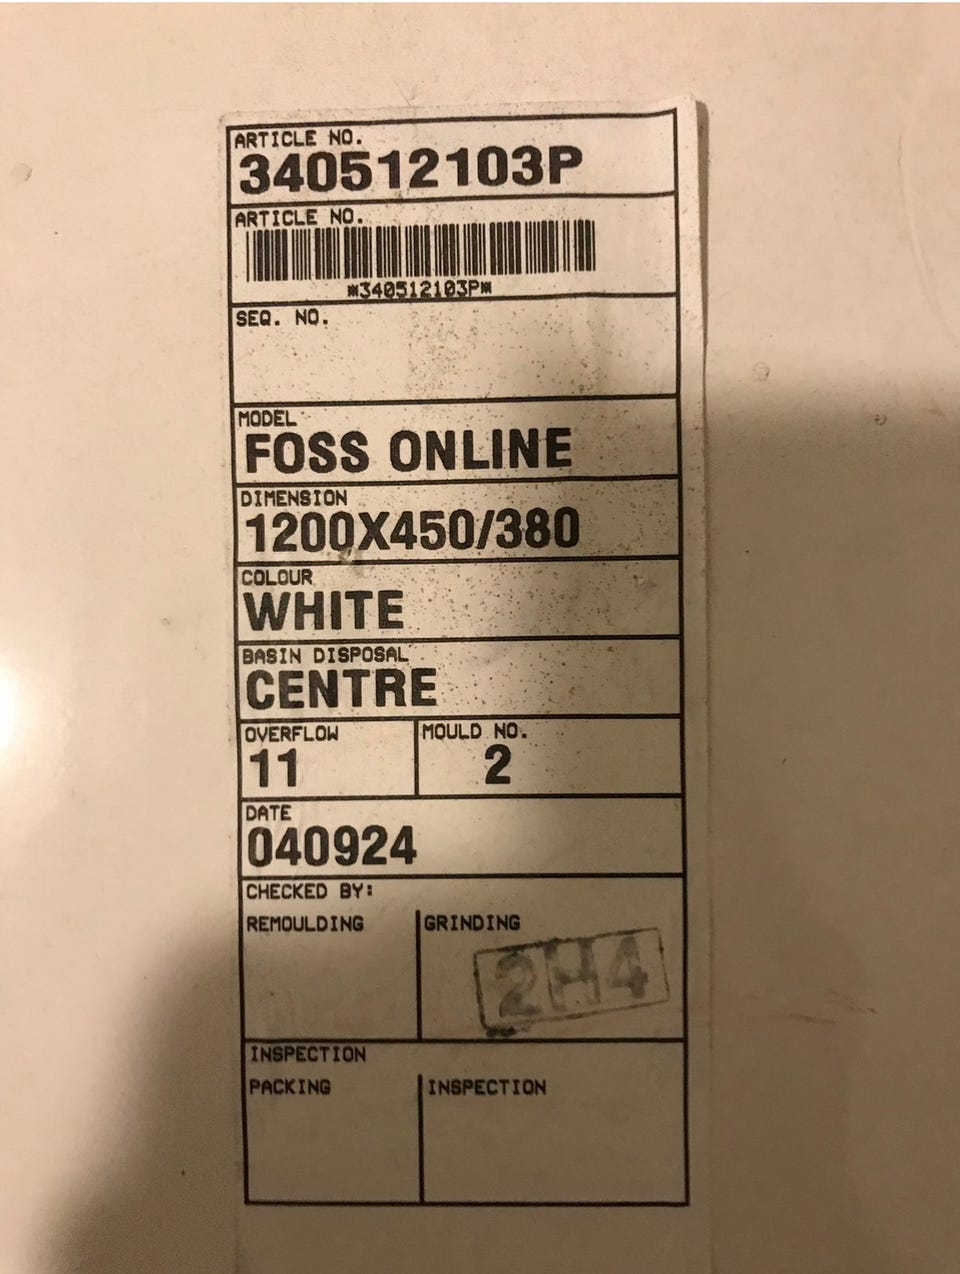 ARTICLE NO.
340512103P
ARTICLE NO.
*340512103P*
SEQ. NO.
MODEL
FOSS ONLINE
DIMENSION
1200X450/380
COLOUR
WHITE
BASIN DISPOSAL
CENTRE
OVERFLOW MOULD NO.
11 2
DATE
040924
CHECKED BY:
REMOULDING GRINDING
2H4
INSPECTION
PACKING INSPECTION